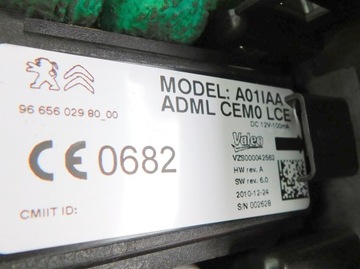 MODEL: A01IAA
ADML CEM0 LCE
DC 12V-100mA
96 656 029 80_00
Valeo
VZS000042562
HW rev. A
SW rev. 6.0
2010-12-24
S/N 002628
CE 0682
CMIIT ID: